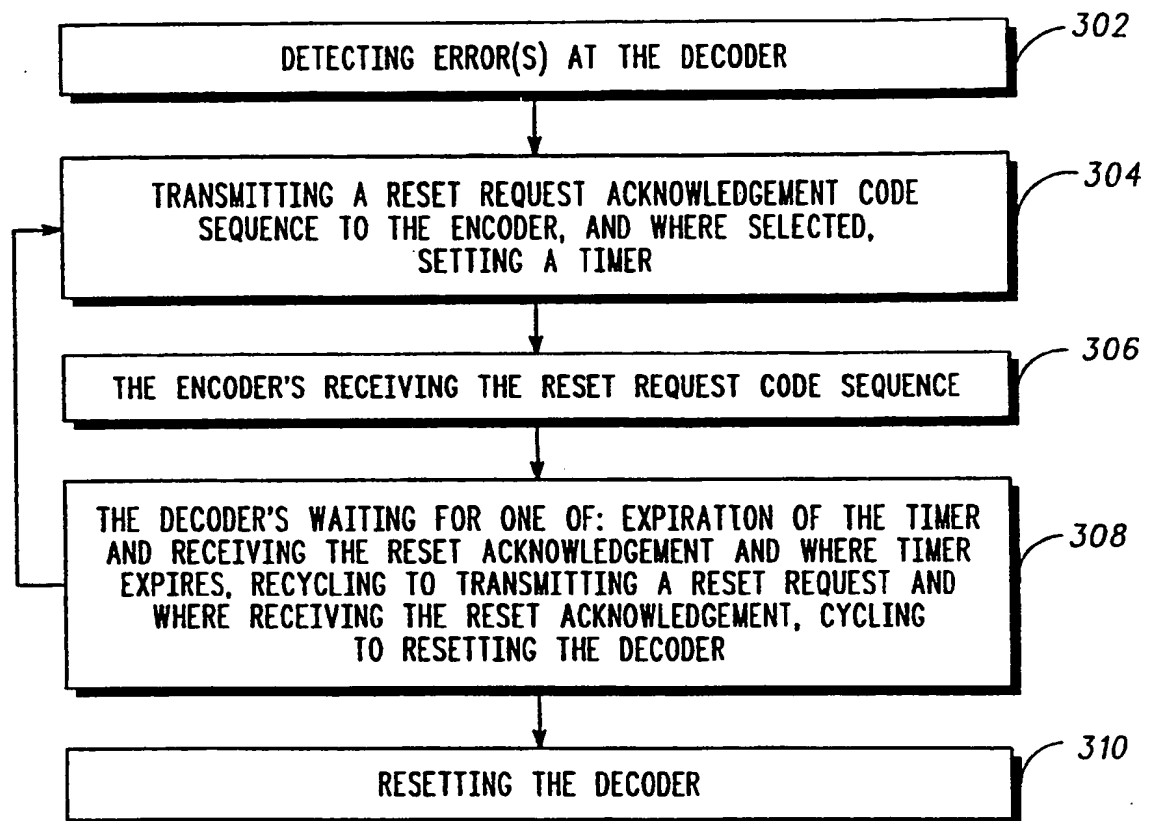 DETECTING ERROR(S) AT THE DECODER
302
TRANSMITTING A RESET REQUEST ACKNOWLEDGEMENT CODE
SEQUENCE TO THE ENCODER, AND WHERE SELECTED,
SETTING A TIMER
304
THE ENCODER'S RECEIVING THE RESET REQUEST CODE SEQUENCE
306
THE DECODER'S WAITING FOR ONE OF: EXPIRATION OF THE TIMER
AND RECEIVING THE RESET ACKNOWLEDGEMENT AND WHERE TIMER
EXPIRES, RECYCLING TO TRANSMITTING A RESET REQUEST AND
WHERE RECEIVING THE RESET ACKNOWLEDGEMENT, CYCLING
TO RESETTING THE DECODER
308
RESETTING THE DECODER
310